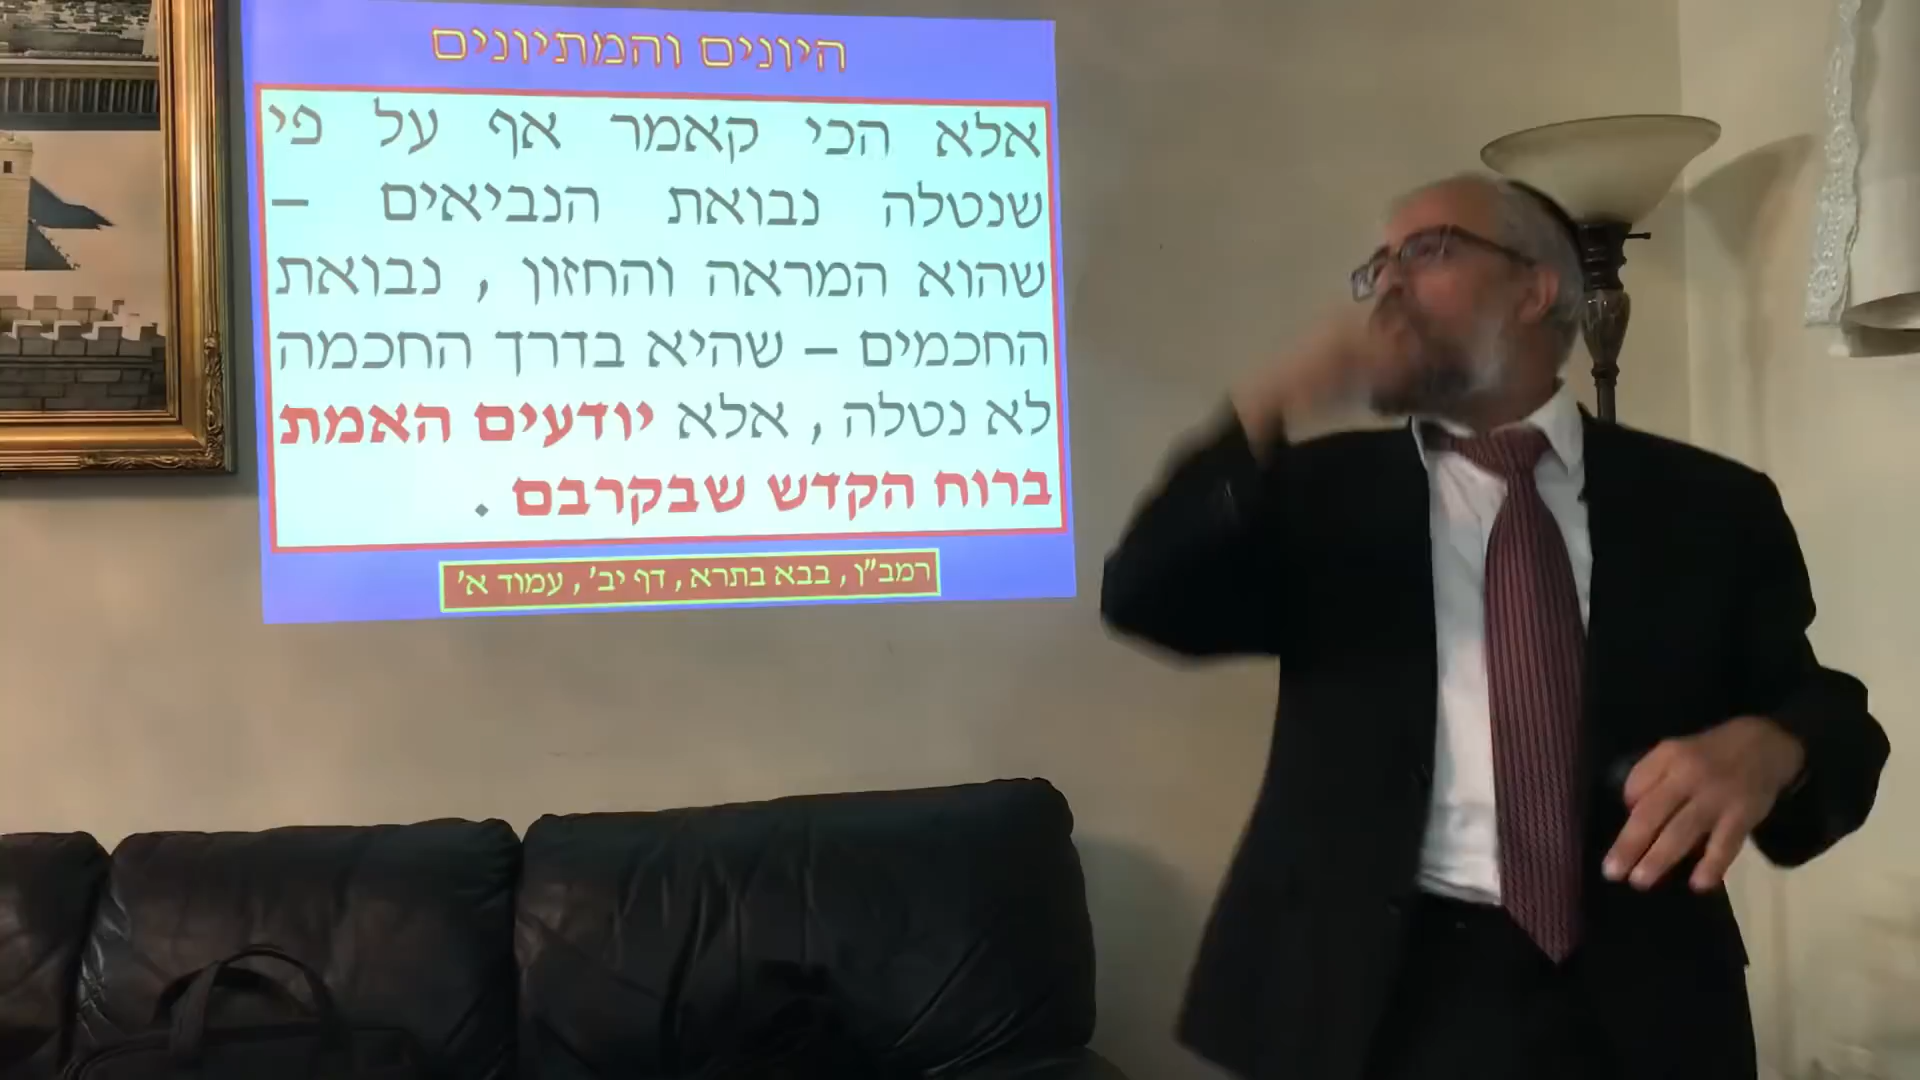 היונים והמתיונים
אלא הכי קאמר אף על פי
שנטלה נבואת הנביאים –
שהוא המראה והחזון , נבואת
החכמים – שהיא בדרך החכמה
לא נטלה , אלא יודעים האמת
ברוח הקדש שבקרבם .
רמב"ן , בבא בתרא , דף יב' , עמוד א'